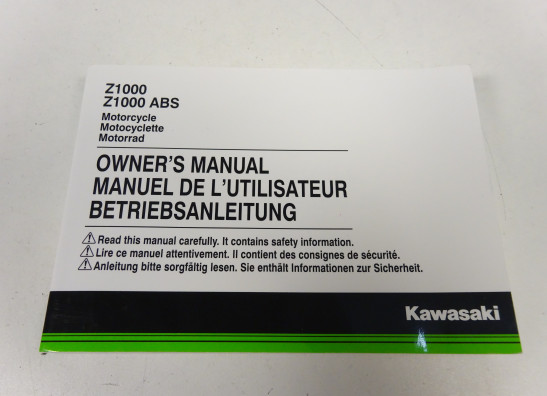 Z1000
Z1000 ABS
Motorcycle
Motocyclette
Motorrad
OWNER'S MANUAL
MANUEL DE L'UTILISATEUR
BETRIEBSANLEITUNG
Read this manual carefully. It contains safety information.
Lire ce manuel attentivement. Il contient des consignes de sécurité.
Anleitung bitte sorgfältig lesen. Sie enthält Informationen zur Sicherheit.
Kawasaki